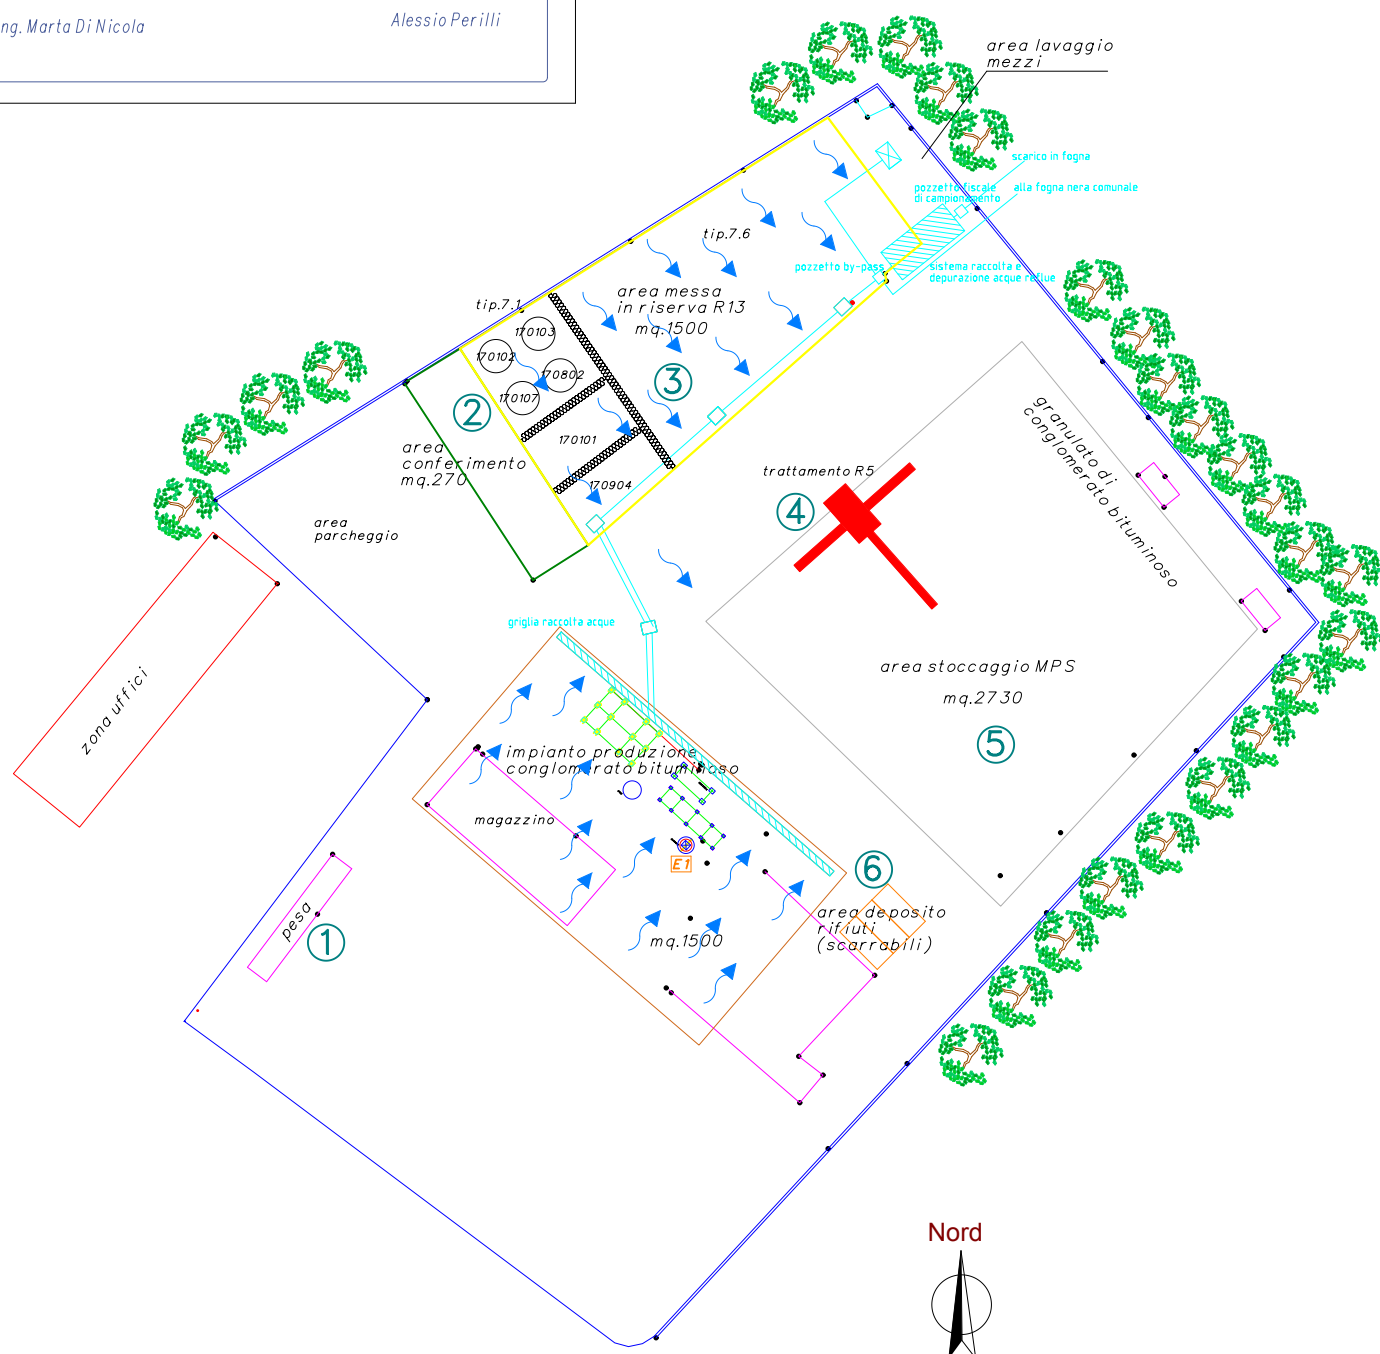 ng. Marta Di Nicola
Alessio Perilli
area lavaggio
mezzi
scarico in fogna
pozzetto fiscale
di campionamento
alla fogna nera comunale
tip.7.6
pozzetto by-pass
sistema raccolta e
depurazione acque reflue
area messa
in riserva R13
mq.1500
tip.7.1
170103
170102
170802
170107
3
2
170101
170904
area
conferimento
mq.270
area
parcheggio
granulato di
conglomerato bituminoso
trattamento R5
4
griglia raccolta acque
area stoccaggio MPS
mq.2730
5
zona uffici
impianto produzione
conglomerato bituminoso
magazzino
E1
6
area deposito
rifiuti
(scarrabili)
mq.1500
pesa
1
Nord